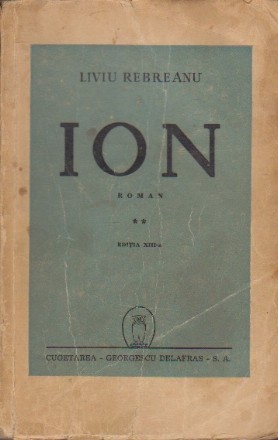 LIVIU REBREANU
ION
ROMAN
**
EDIȚIA XIII-a
CUGETAREA - GEORGESCU DELAFRAS - S. A.